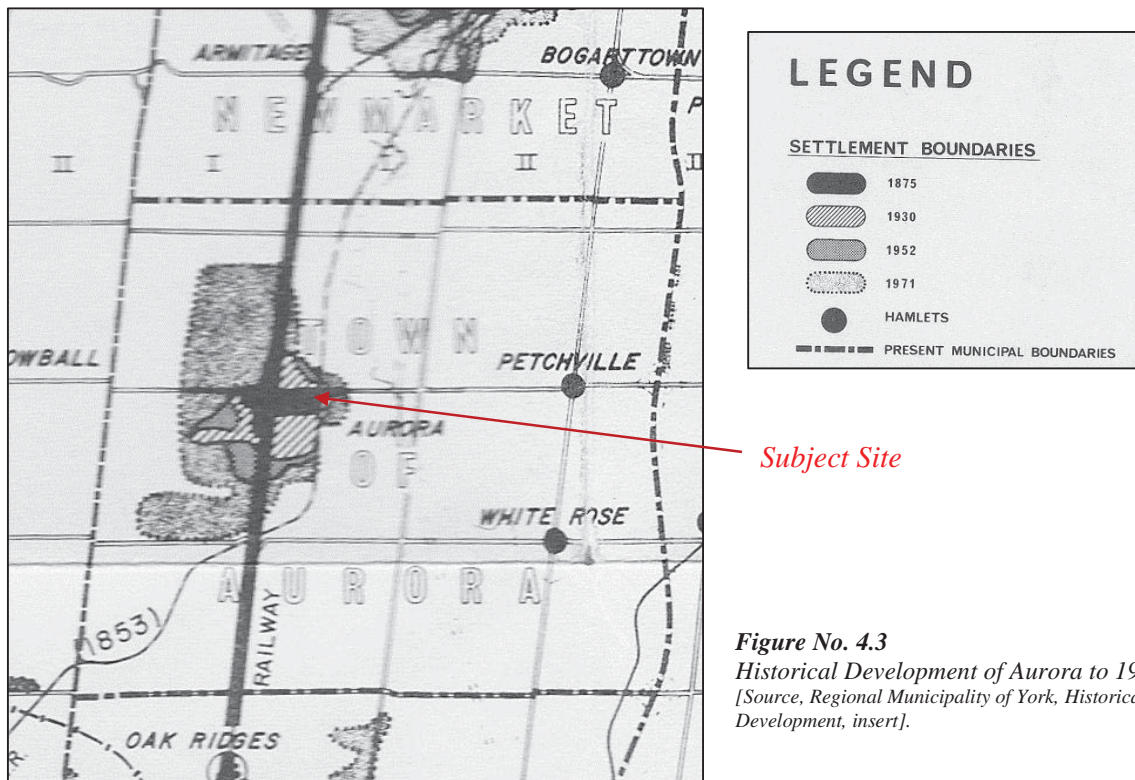 ARMITAGE
BOGARTTOWN
NEWMARKET
II I I II II
TOWN
OWBALL
PETCHVILLE
AURORA
OF
WHITE ROSE
AURORA
(1853)
RAILWAY
OAK RIDGES
LEGEND
SETTLEMENT BOUNDARIES
1875
1930
1952
1971
HAMLETS
PRESENT MUNICIPAL BOUNDARIES
Subject Site
Figure No. 4.3
Historical Development of Aurora to 19
[Source, Regional Municipality of York, Historica
Development, insert].